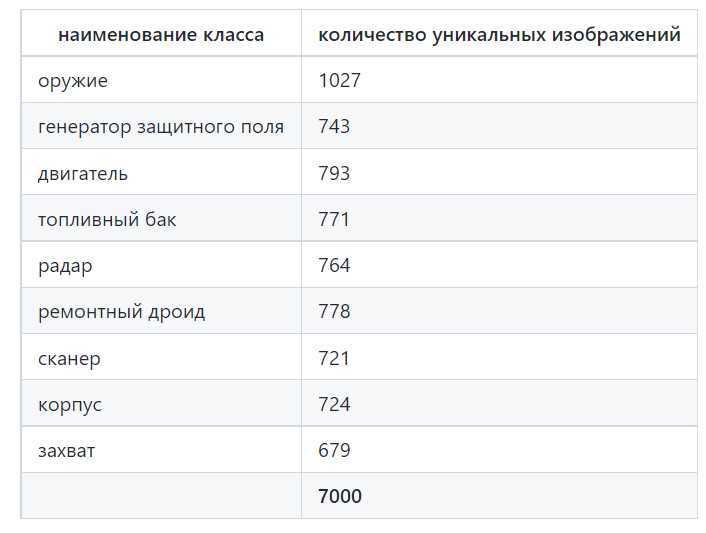 наименование класса количество уникальных изображений
оружие 1027
генератор защитного поля 743
двигатель 793
топливный бак 771
радар 764
ремонтный дроид 778
сканер 721
корпус 724
захват 679
7000